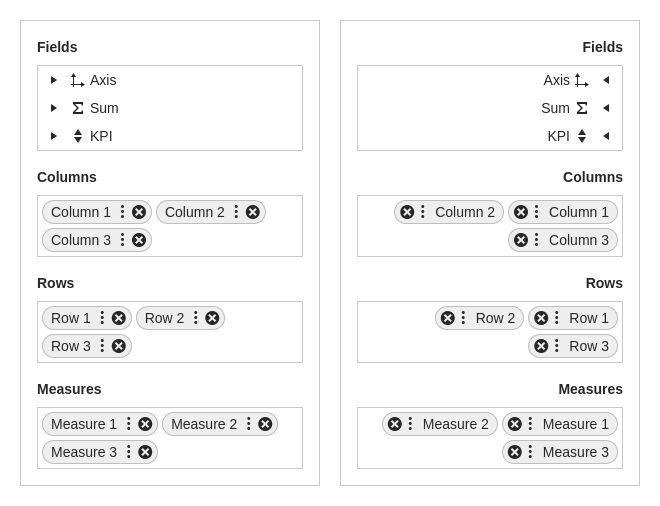 Fields
Axis
Sum
KPI
Columns
Column 1 Column 2
Column 3
Rows
Row 1 Row 2
Row 3
Measures
Measure 1 Measure 2
Measure 3
Fields
Axis
Sum
KPI
Columns
Column 2 Column 1
Column 3
Rows
Row 2 Row 1
Row 3
Measures
Measure 2 Measure 1
Measure 3